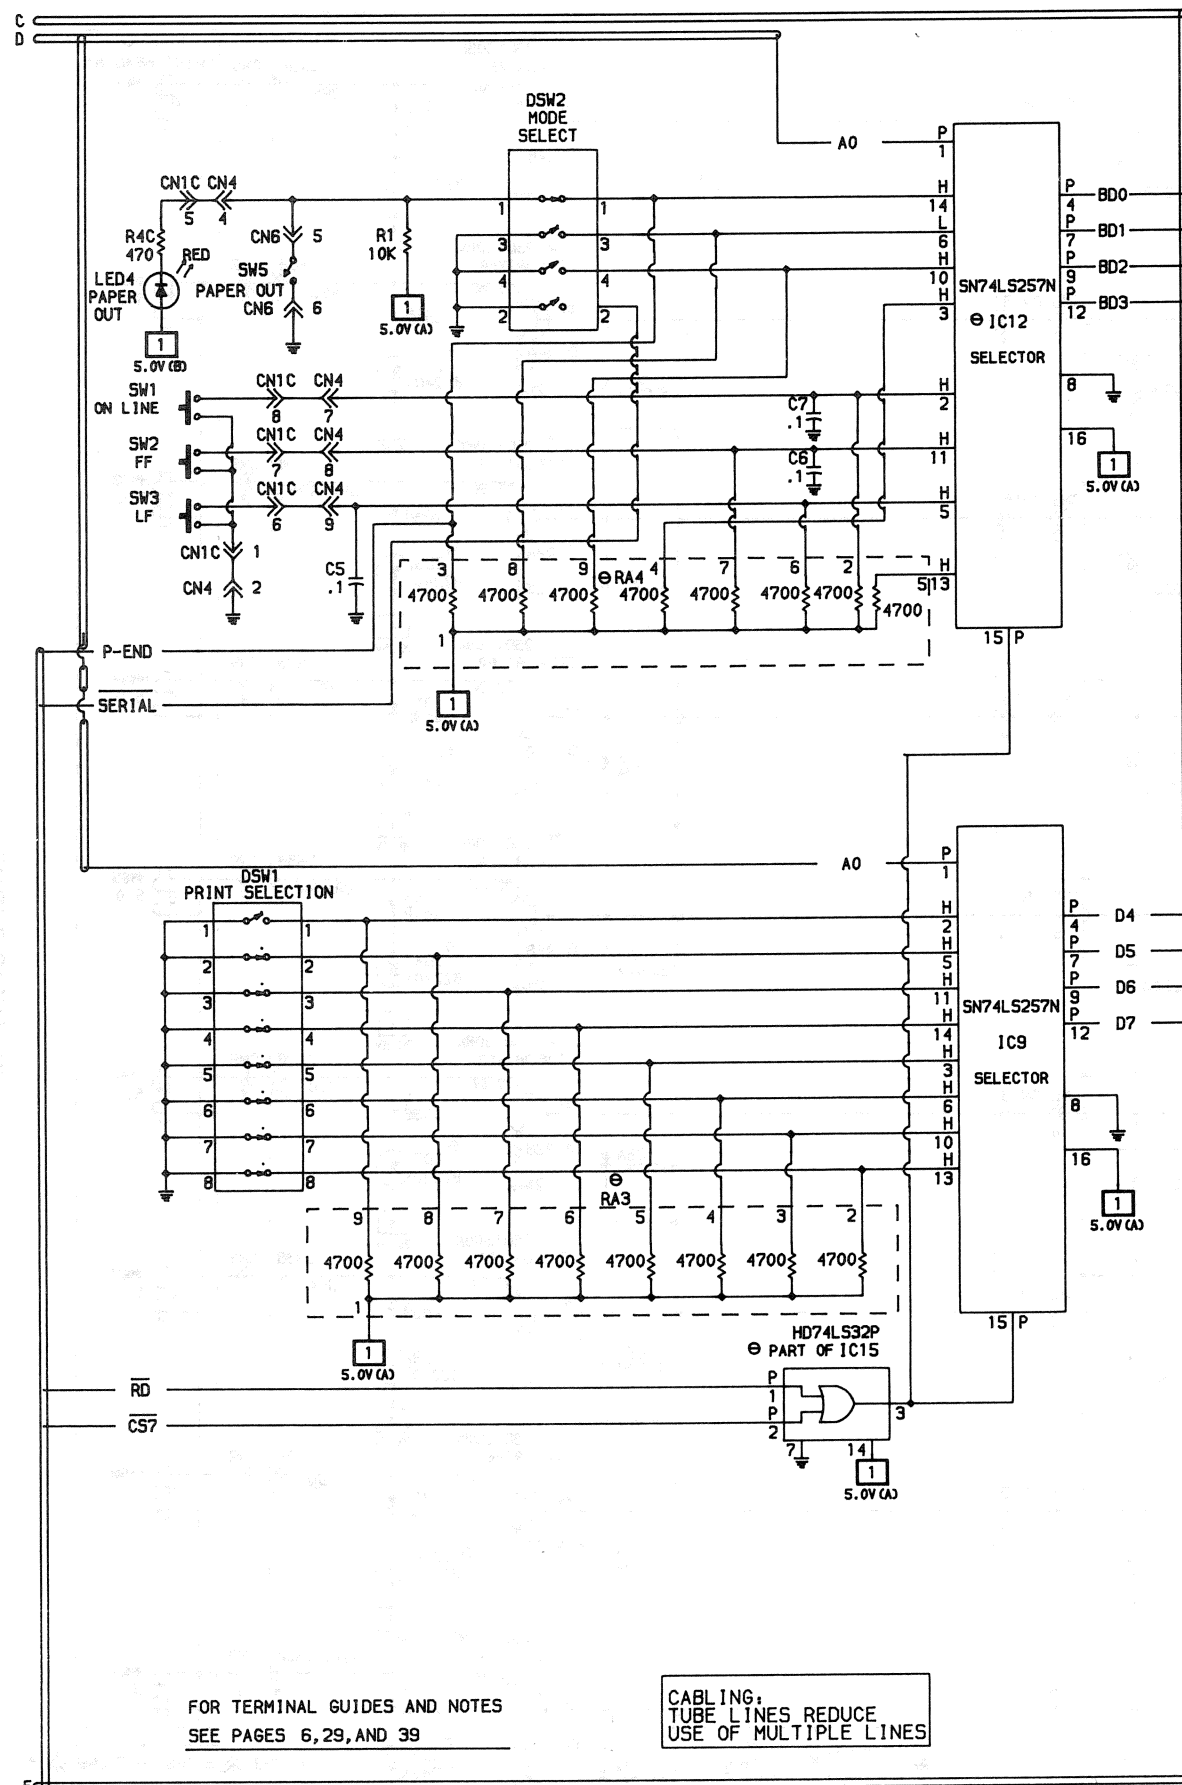 C
D
DSW2
MODE
SELECT
A0
P
1
CN1C CN4
5 4
R4C
470
RED
LED4
PAPER
OUT
1
5.0V(B)
CN6 5
SW5
PAPER OUT
CN6 6
R1
10K
1
5.0V(A)
1 1
3 3
4 4
2 2
H
14
L
6
H
10
H
3
SN74LS257N
⊖ IC12
SELECTOR
P
4
BD0
P
7
BD1
P
9
BD2
P
12
BD3
8
16
1
5.0V(A)
SW1
ON LINE
CN1C CN4
8 7
C7
.1
H
2
SW2
FF
CN1C CN4
7 8
C6
.1
H
11
SW3
LF
CN1C CN4
6 9
H
5
CN1C 1
CN4 2
C5
.1
3 8 9 ⊖ RA4 4 7 6 2
H
5 13
4700 4700 4700 4700 4700 4700 4700 4700
1
1
5.0V(A)
15 P
P-END
SERIAL
A0
P
1
DSW1
PRINT SELECTION
1 1
2 2
3 3
4 4
5 5
6 6
7 7
8 8
H
2
H
5
H
11
H
14
H
3
H
6
H
10
H
13
SN74LS257N
IC9
SELECTOR
P
4
D4
P
7
D5
P
9
D6
P
12
D7
8
16
1
5.0V(A)
⊖
RA3
9 8 7 6 5 4 3 2
4700 4700 4700 4700 4700 4700 4700 4700
1
1
5.0V(A)
15 P
HD74LS32P
⊖ PART OF IC15
RD
P
1
CS7
P
2
3
7 14
1
5.0V(A)
FOR TERMINAL GUIDES AND NOTES
SEE PAGES 6,29,AND 39
CABLING:
TUBE LINES REDUCE
USE OF MULTIPLE LINES